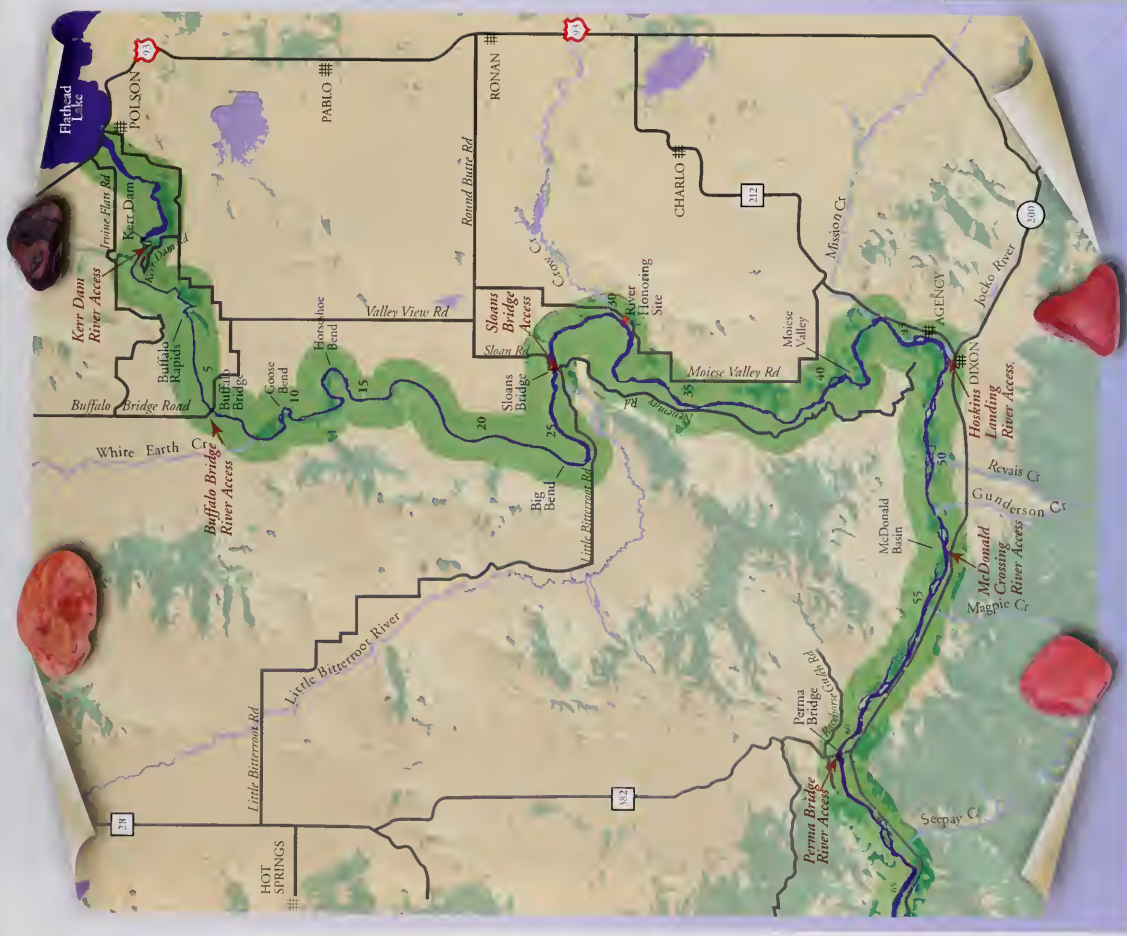 Flathead
Lake
93
POLSON
PABLO
RONAN
93
Irvine Flats Rd
Kerr Dam
Kerr Dam Rd
Kerr Dam
River Access
Buffalo
Rapids
5
Buffalo
Bridge
Buffalo Bridge Road
Buffalo Bridge
River Access
White Earth Cr
Goose
Bend
10
Horseshoe
Bend
15
Valley View Rd
Round Butte Rd
20
Big
Bend
25
Sloan Rd
Sloans
Bridge
Access
Sloans
Bridge
Crow Cr
30
River
Honoring
Site
CHARLO
212
Mission Cr
Moiese Valley Rd
35
Moiese
Valley
40
45
AGENCY
Jocko River
200
DIXON
Hoskins
Landing
River Access
50
Revais Cr
Gunderson Cr
McDonald
Basin
McDonald
Crossing
River Access
55
Magpie Cr
Little Bitterroot Rd
Little Bitterroot River
Little Bitterroot Rd
28
HOT
SPRINGS
382
Perma
Bridge
60
Perma Bridge
River Access
Seepay Cr
65